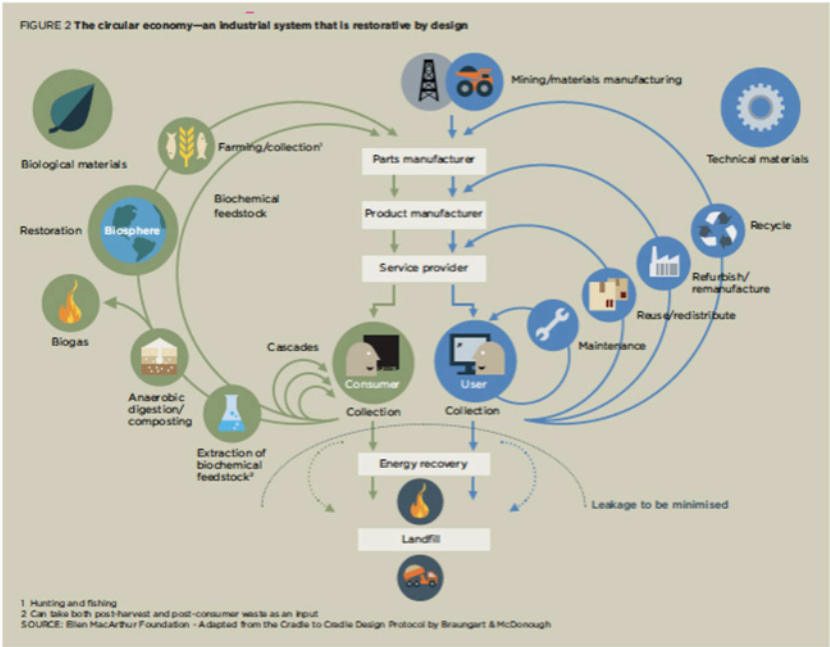 FIGURE 2 The circular economy—an industrial system that is restorative by design
Mining/materials manufacturing
Biological materials
Farming/collection¹
Parts manufacturer
Technical materials
Biochemical
feedstock
Product manufacturer
Restoration
Biosphere
Recycle
Service provider
Refurbish/
remanufacture
Reuse/redistribute
Biogas
Cascades
Maintenance
Consumer
User
Anaerobic
digestion/
composting
Collection
Collection
Extraction of
biochemical
feedstock²
Energy recovery
Leakage to be minimised
Landfill
1 Hunting and fishing
2 Can take both post-harvest and post-consumer waste as an input
SOURCE: Ellen MacArthur Foundation - Adapted from the Cradle to Cradle Design Protocol by Braungart & McDonough